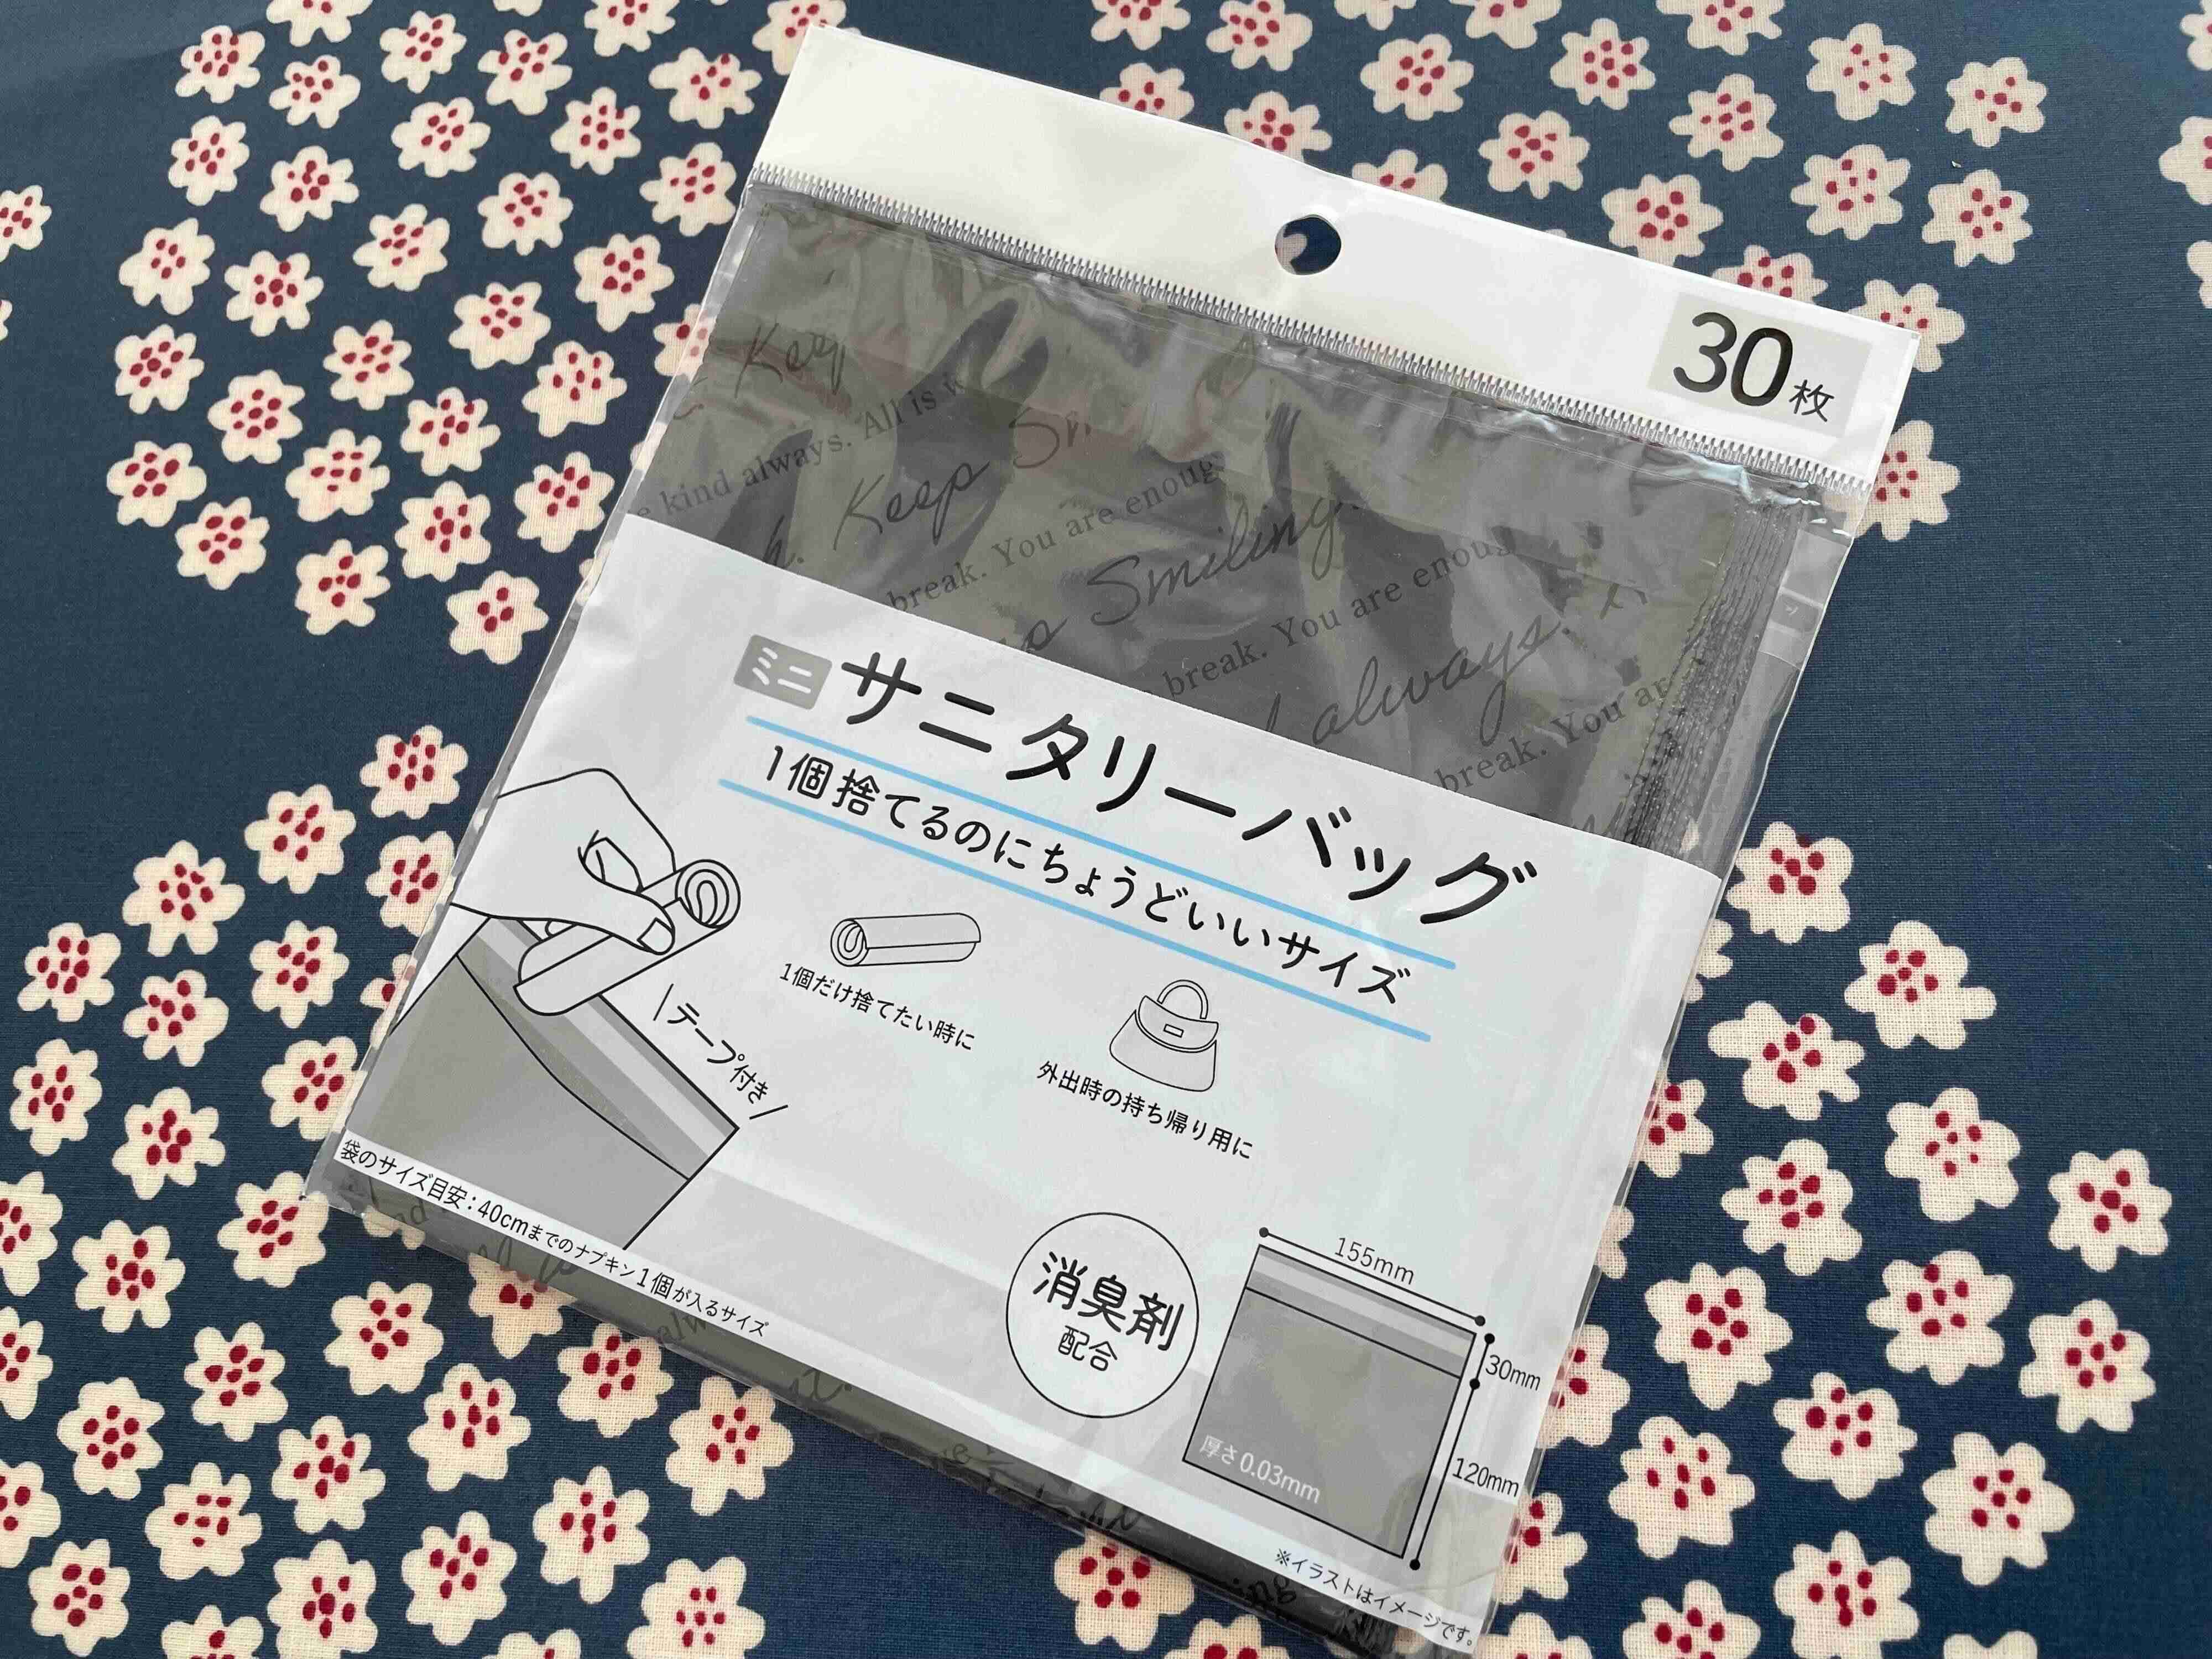 30枚
Keep
kind always. All is
Keep
break. You are
Smiling.
break. You are
always.
break. You
ミニ サニタリーバッグ
1個捨てるのにちょうどいいサイズ
1個だけ捨てたい時に
外出時の持ち帰り用に
\テープ付き/
袋のサイズ目安：40cmまでのナプキン1個が入るサイズ
消臭剤
配合
155mm
30mm
120mm
厚さ0.03mm
※イラストはイメージです。